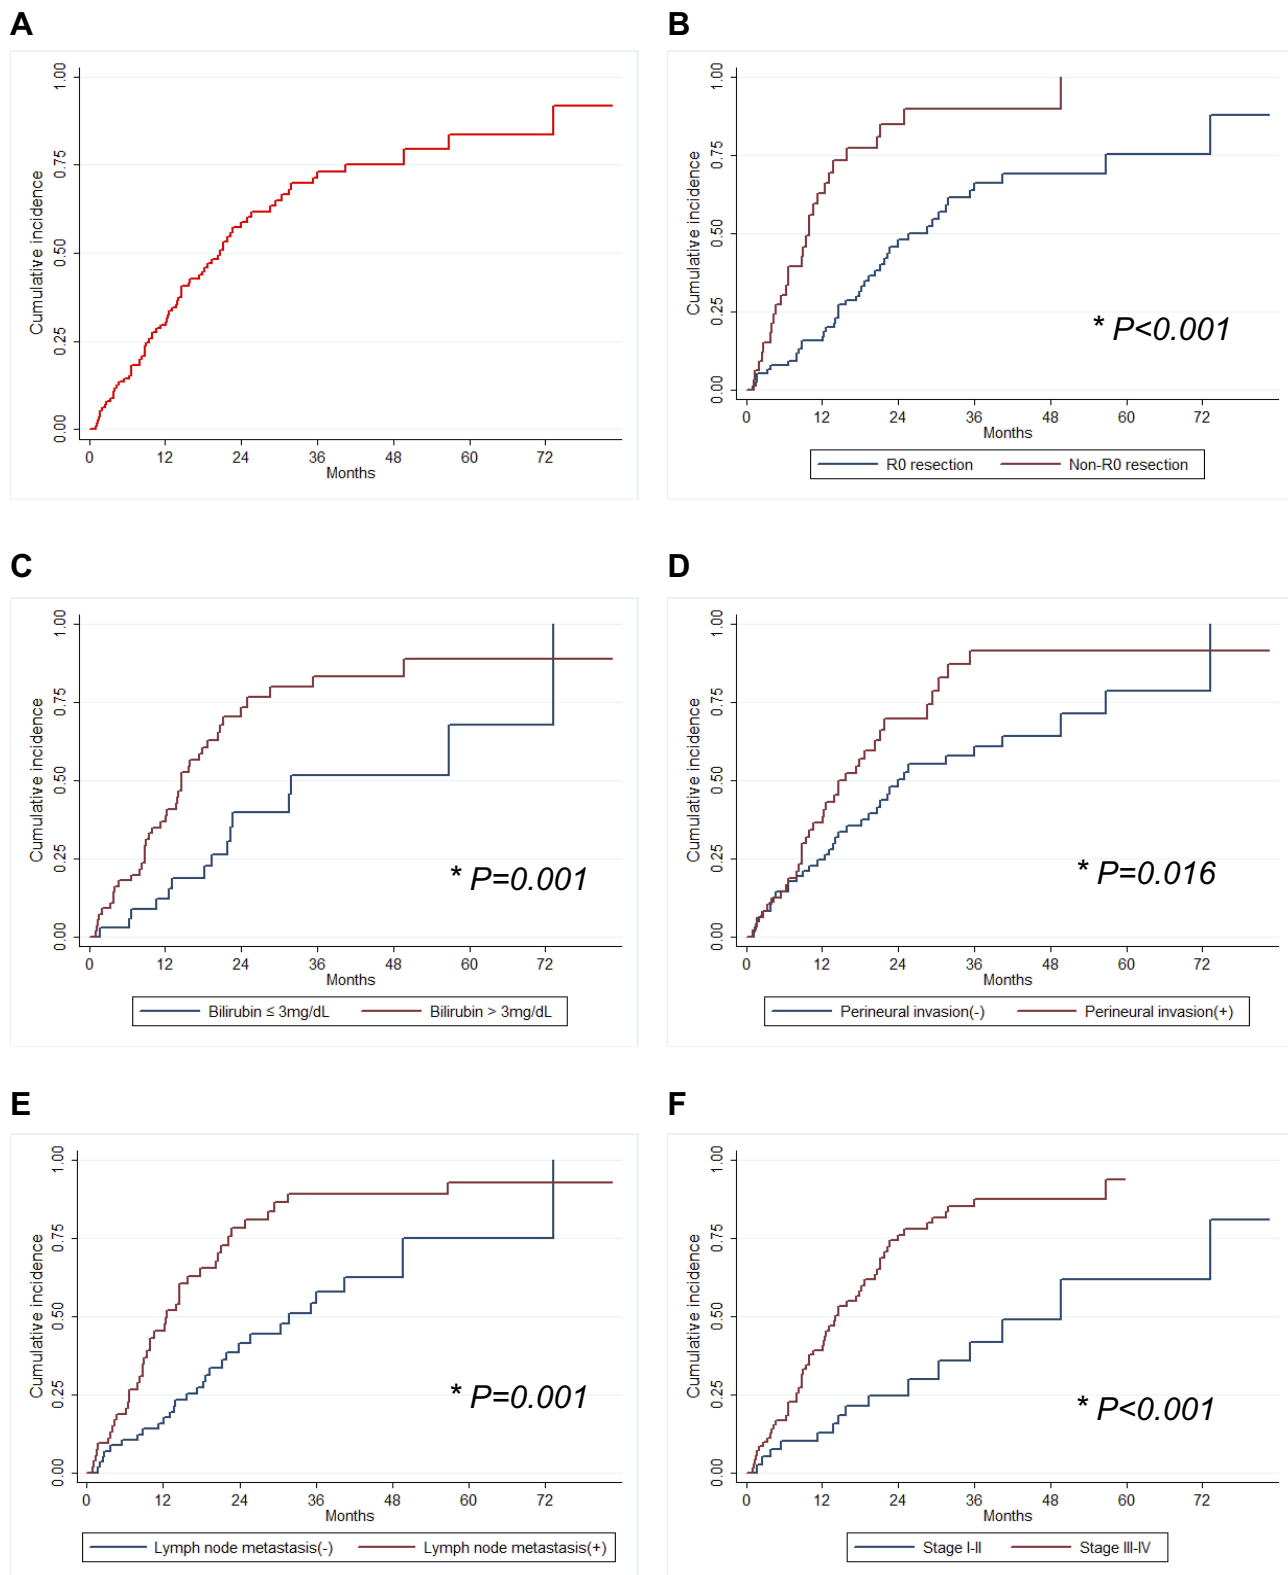 A
Cumulative incidence
1.00
0.75
0.50
0.25
0.00
0 12 24 36 48 60 72
Months
B
Cumulative incidence
1.00
0.75
0.50
0.25
0.00
* P<0.001
0 12 24 36 48 60 72
Months
R0 resection Non-R0 resection
C
Cumulative incidence
1.00
0.75
0.50
0.25
0.00
* P=0.001
0 12 24 36 48 60 72
Months
Bilirubin ≤ 3mg/dL Bilirubin > 3mg/dL
D
Cumulative incidence
1.00
0.75
0.50
0.25
0.00
* P=0.016
0 12 24 36 48 60 72
Months
Perineural invasion(-) Perineural invasion(+)
E
Cumulative incidence
1.00
0.75
0.50
0.25
0.00
* P=0.001
0 12 24 36 48 60 72
Months
Lymph node metastasis(-) Lymph node metastasis(+)
F
Cumulative incidence
1.00
0.75
0.50
0.25
0.00
* P<0.001
0 12 24 36 48 60 72
Months
Stage I-II Stage III-IV